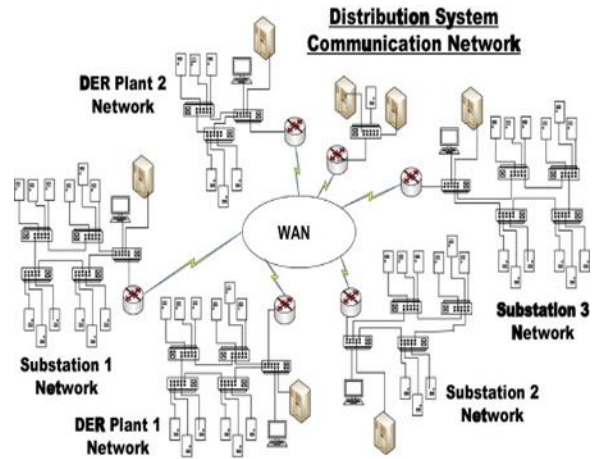 Distribution System
Communication Network
DER Plant 2
Network
WAN
Substation 1
Network
DER Plant 1
Network
Substation 2
Network
Substation 3
Network